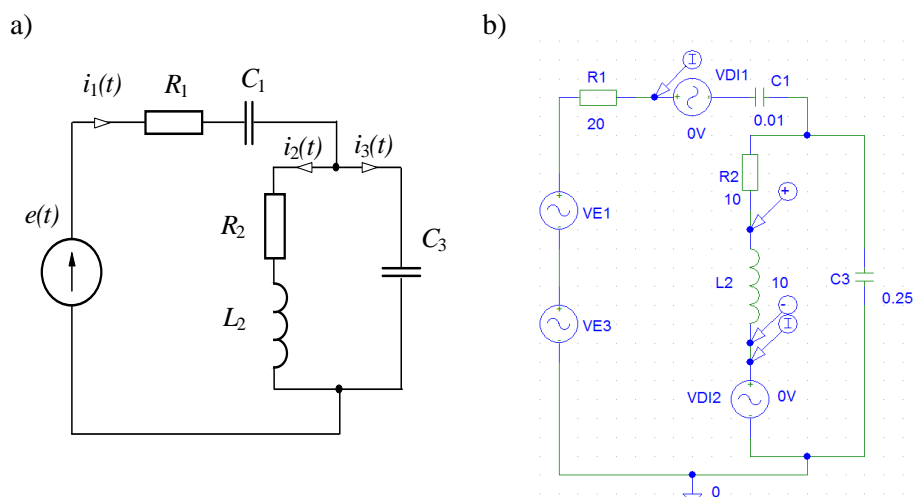 a)
i₁(t)
R₁
C₁
i₂(t) i₃(t)
e(t)
R₂
C₃
L₂
b)
R1
I
VDI1
C1
20
0V
0.01
R2
10
+
VE1
L2
10
C3
0.25
-
I
VE3
VDI2
0V
0